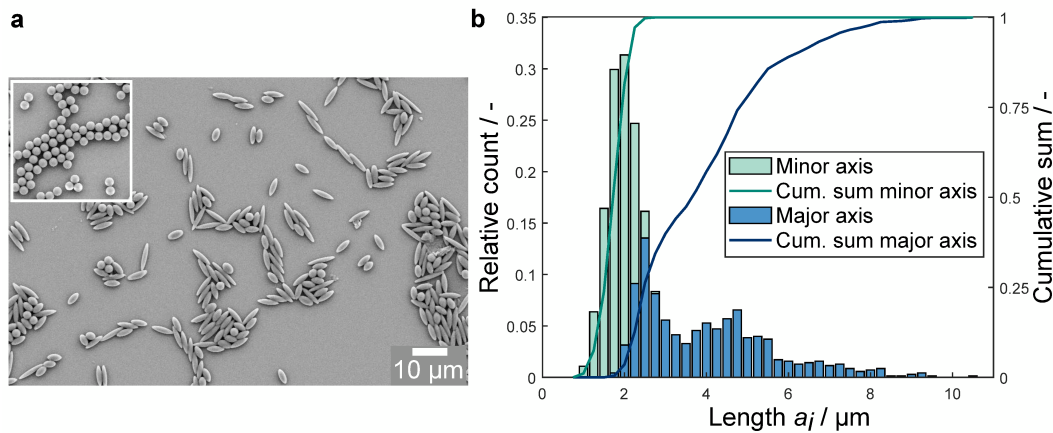 a
10 µm
b
0.35
0.3
0.25
0.2
0.15
0.1
0.05
0
Relative count / -
0
2
4
6
8
10
Length ai / µm
1
0.75
0.5
0.25
0
Cumulative sum / -
Minor axis
Cum. sum minor axis
Major axis
Cum. sum major axis